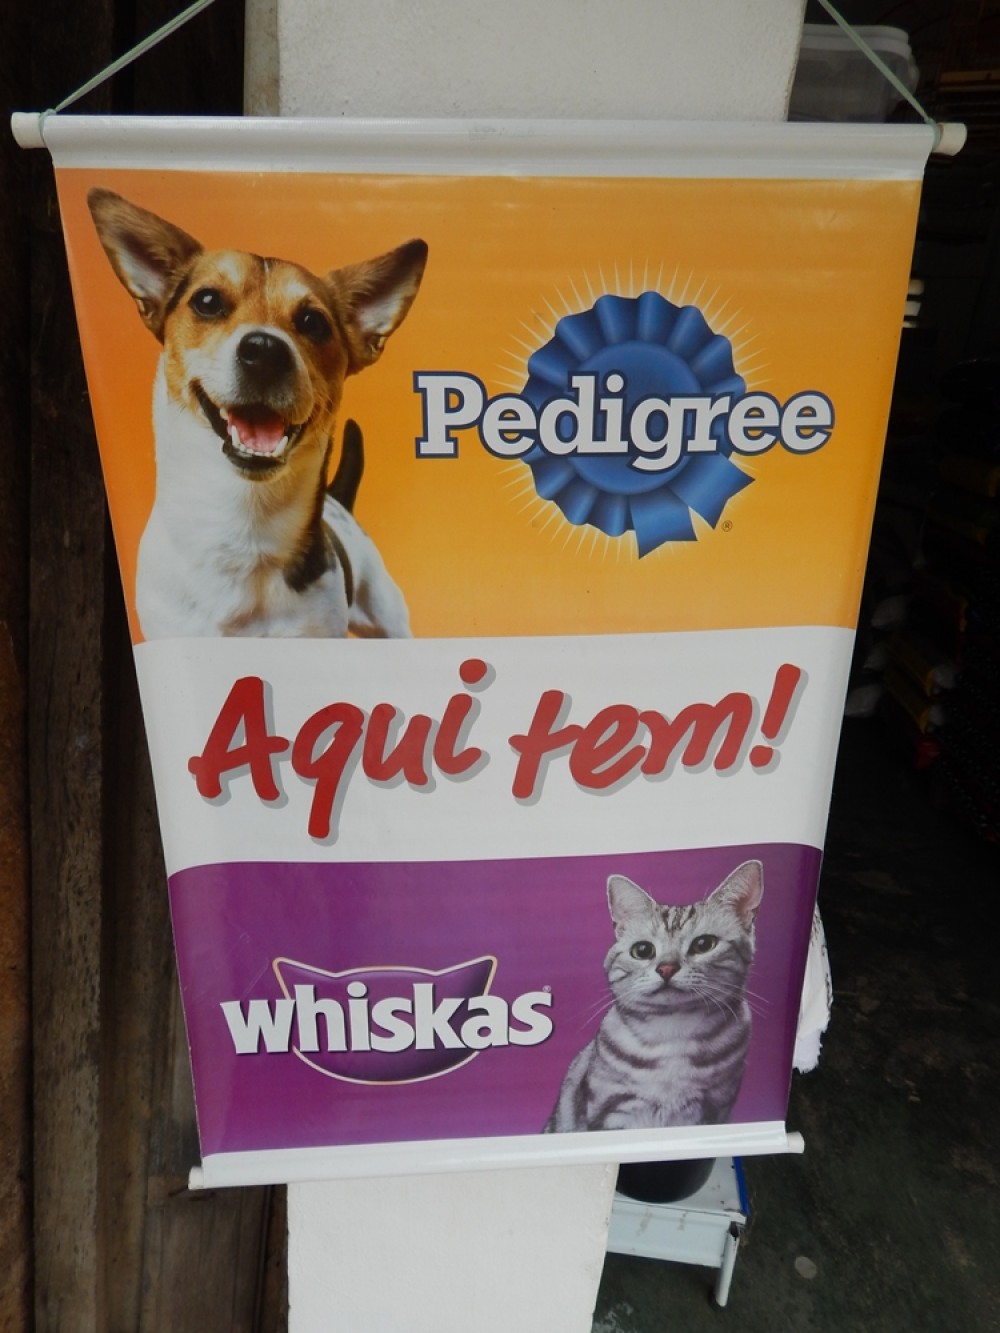 Pedigree
®
Aqui tem!
whiskas®